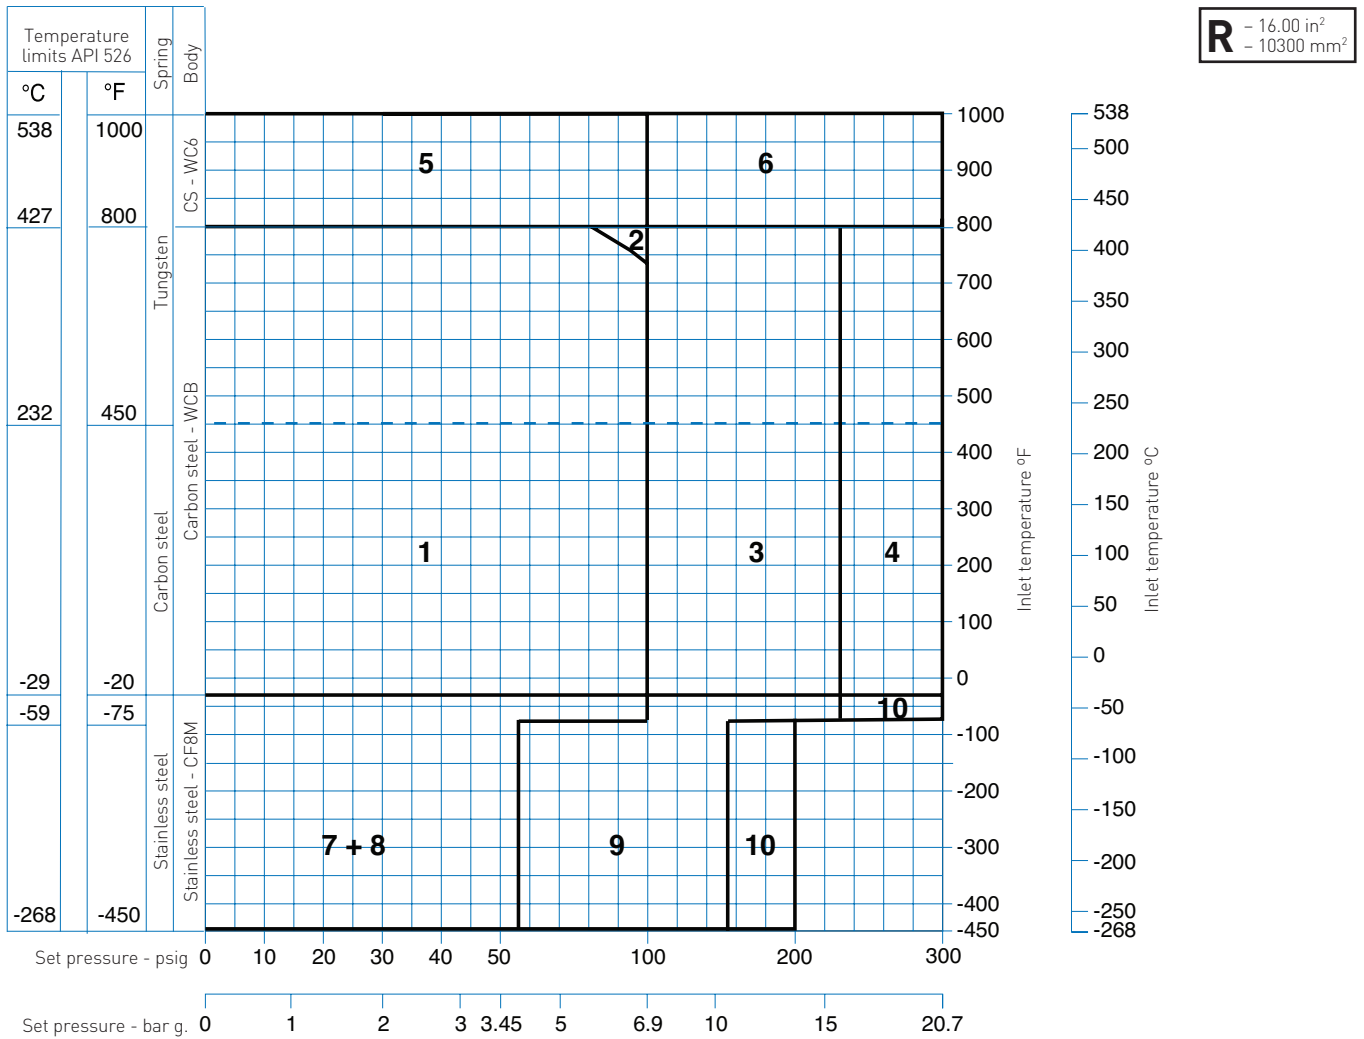 Temperature
limits API 526
Spring
Body
R
– 16.00 in²
– 10300 mm²
°C
°F
538
1000
427
800
232
450
-29
-20
-59
-75
-268
-450
Tungsten
Carbon steel
Stainless steel
CS - WC6
Carbon steel - WCB
Stainless steel - CF8M
5
6
2
1
3
4
10
7 + 8
9
10
1000
900
800
700
600
500
400
300
200
100
0
-100
-200
-300
-400
-450
Inlet temperature ºF
538
500
450
400
350
300
250
200
150
100
50
0
-50
-100
-150
-200
-250
-268
Inlet temperature ºC
Set pressure - psig 0 10 20 30 40 50 100 200 300
Set pressure - bar g. 0 1 2 3 3.45 5 6.9 10 15 20.7